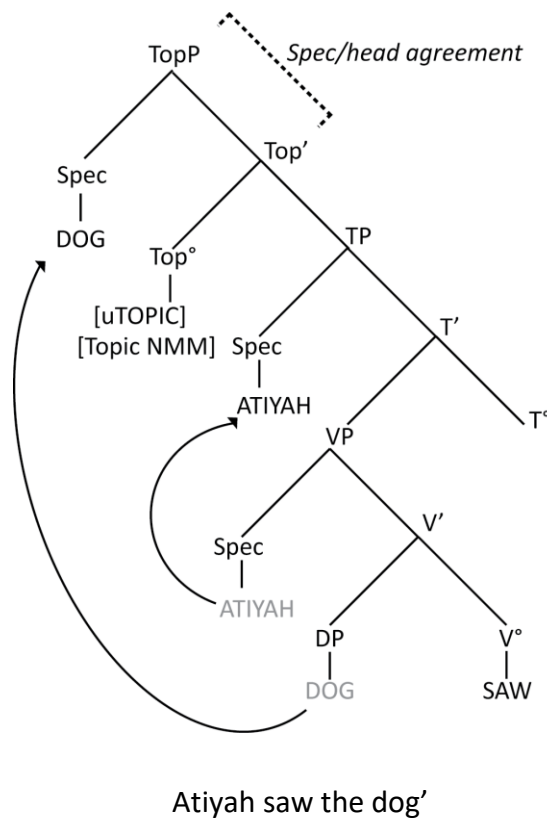 TopP
Spec/head agreement
Top’
Spec
DOG
Top°
TP
[uTOPIC]
[Topic NMM]
Spec
T’
ATIYAH
T°
VP
Spec
V’
ATIYAH
DP
V°
DOG
SAW
Atiyah saw the dog’